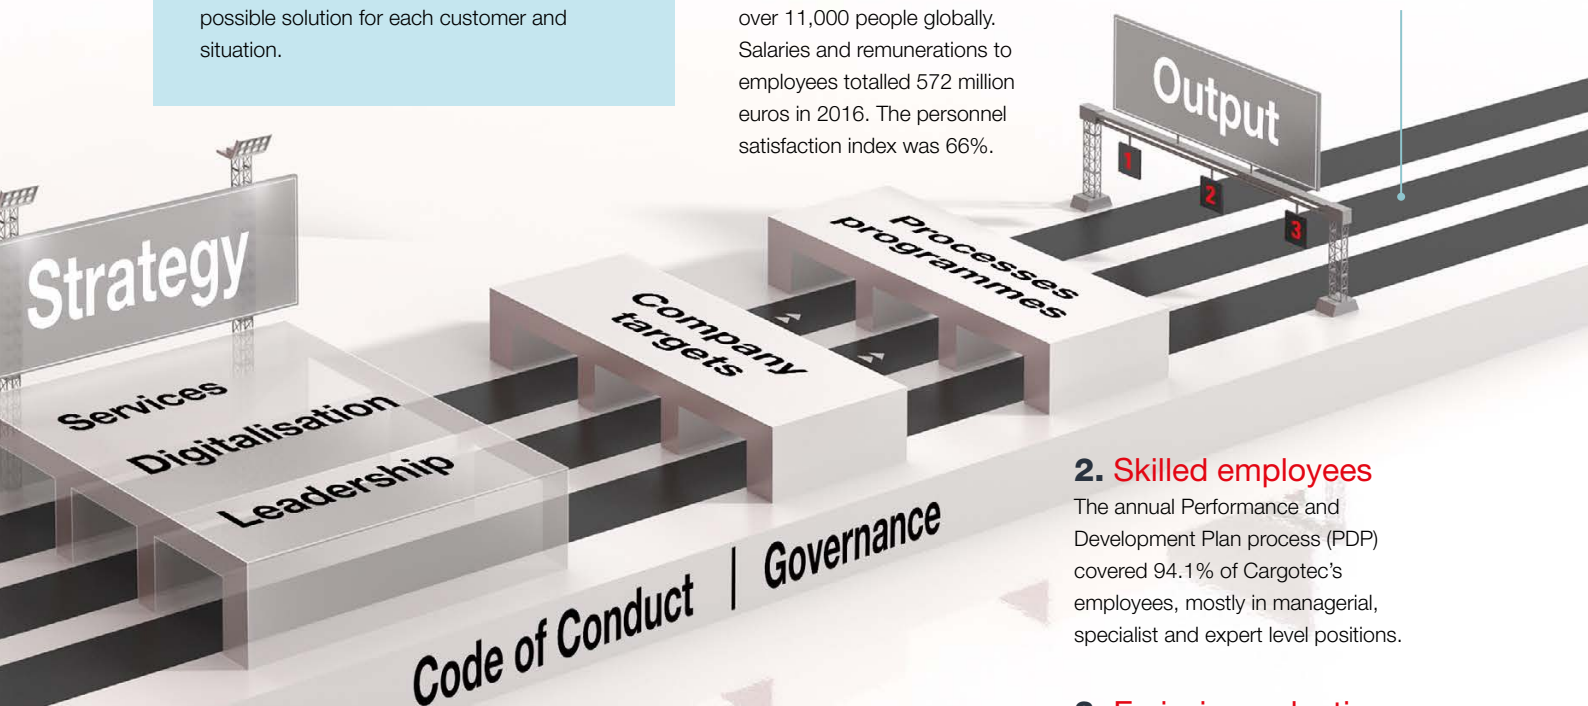 possible solution for each customer and
situation.
over 11,000 people globally.
Salaries and remunerations to
employees totalled 572 million
euros in 2016. The personnel
satisfaction index was 66%.
Output
1
2
3
Processes
programmes
Company
targets
Strategy
Services
Digitalisation
Leadership
Code of Conduct | Governance
2. Skilled employees
The annual Performance and
Development Plan process (PDP)
covered 94.1% of Cargotec's
employees, mostly in managerial,
specialist and expert level positions.